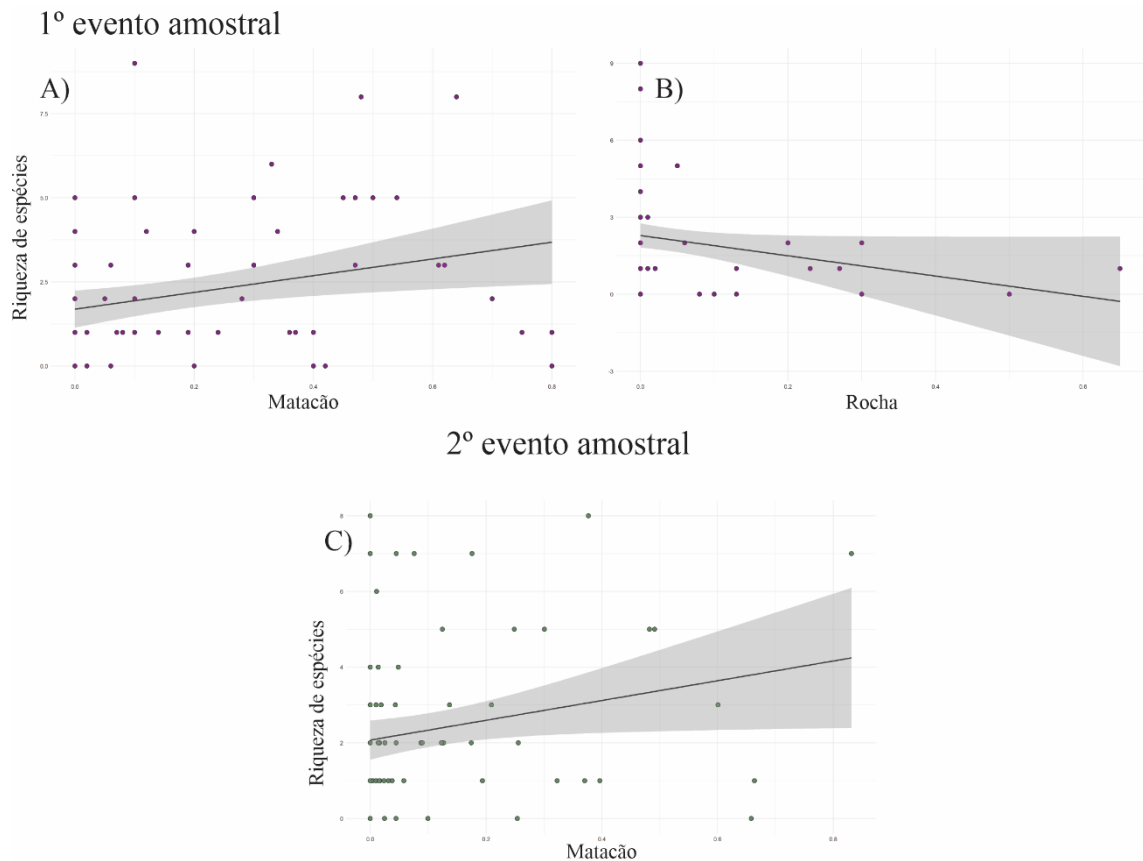 1º evento amostral
A)
B)
Riqueza de espécies
7.5
5.0
2.5
0.0
0.0
0.2
0.4
0.6
0.8
Matacão
9
6
3
0
-3
0.0
0.2
0.4
0.6
Rocha
2º evento amostral
C)
Riqueza de espécies
8
6
4
2
0
0.0
0.2
0.4
0.6
0.8
Matacão